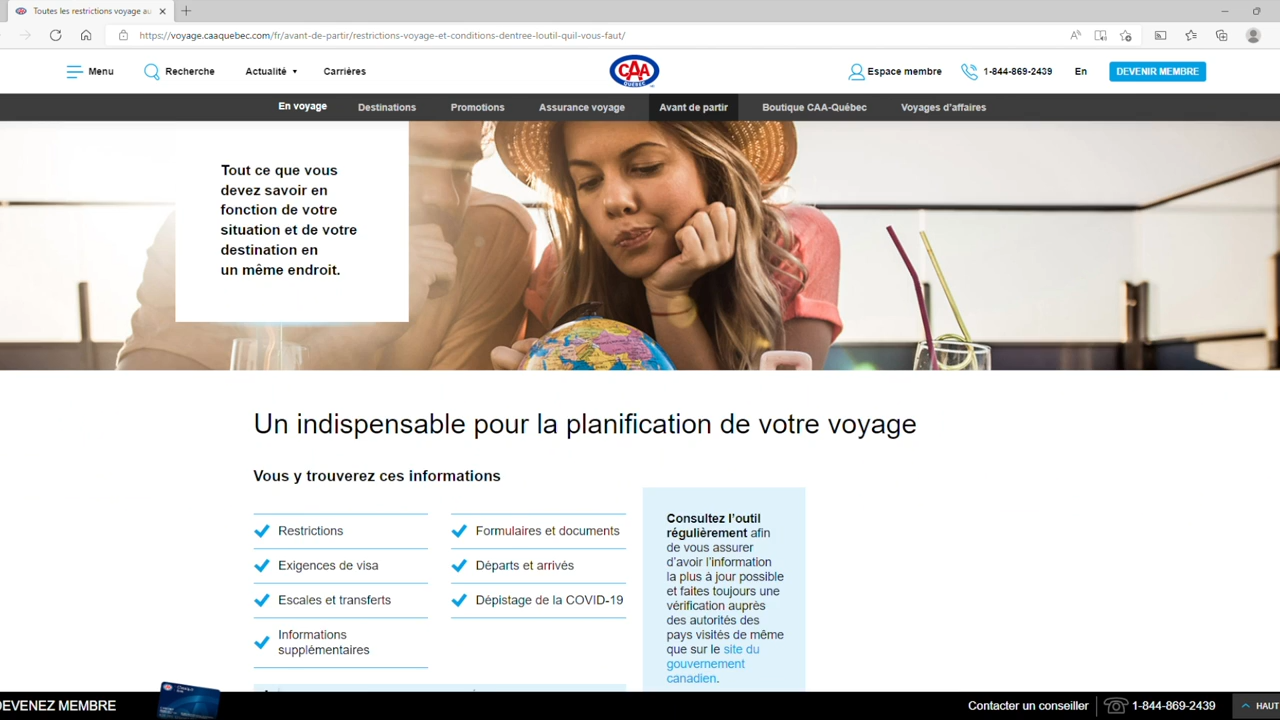 Toutes les restrictions voyage au
https://voyage.caaquebec.com/fr/avant-de-partir/restrictions-voyage-et-conditions-dentree-loutil-quil-vous-faut/
Menu
Recherche
Actualité
Carrières
CAA
QUÉBEC
Espace membre
1-844-869-2439
En
DEVENIR MEMBRE
En voyage
Destinations
Promotions
Assurance voyage
Avant de partir
Boutique CAA-Québec
Voyages d'affaires
Tout ce que vous
devez savoir en
fonction de votre
situation et de votre
destination en
un même endroit.
Un indispensable pour la planification de votre voyage
Vous y trouverez ces informations
Restrictions
Exigences de visa
Escales et transferts
Informations
supplémentaires
Formulaires et documents
Départs et arrivés
Dépistage de la COVID-19
Consultez l'outil
régulièrement afin
de vous assurer
d'avoir l'information
la plus à jour possible
et faites toujours une
vérification auprès
des autorités des
pays visités de même
que sur le site du
gouvernement
canadien.
DEVENEZ MEMBRE
Contacter un conseiller
1-844-869-2439
HAUT